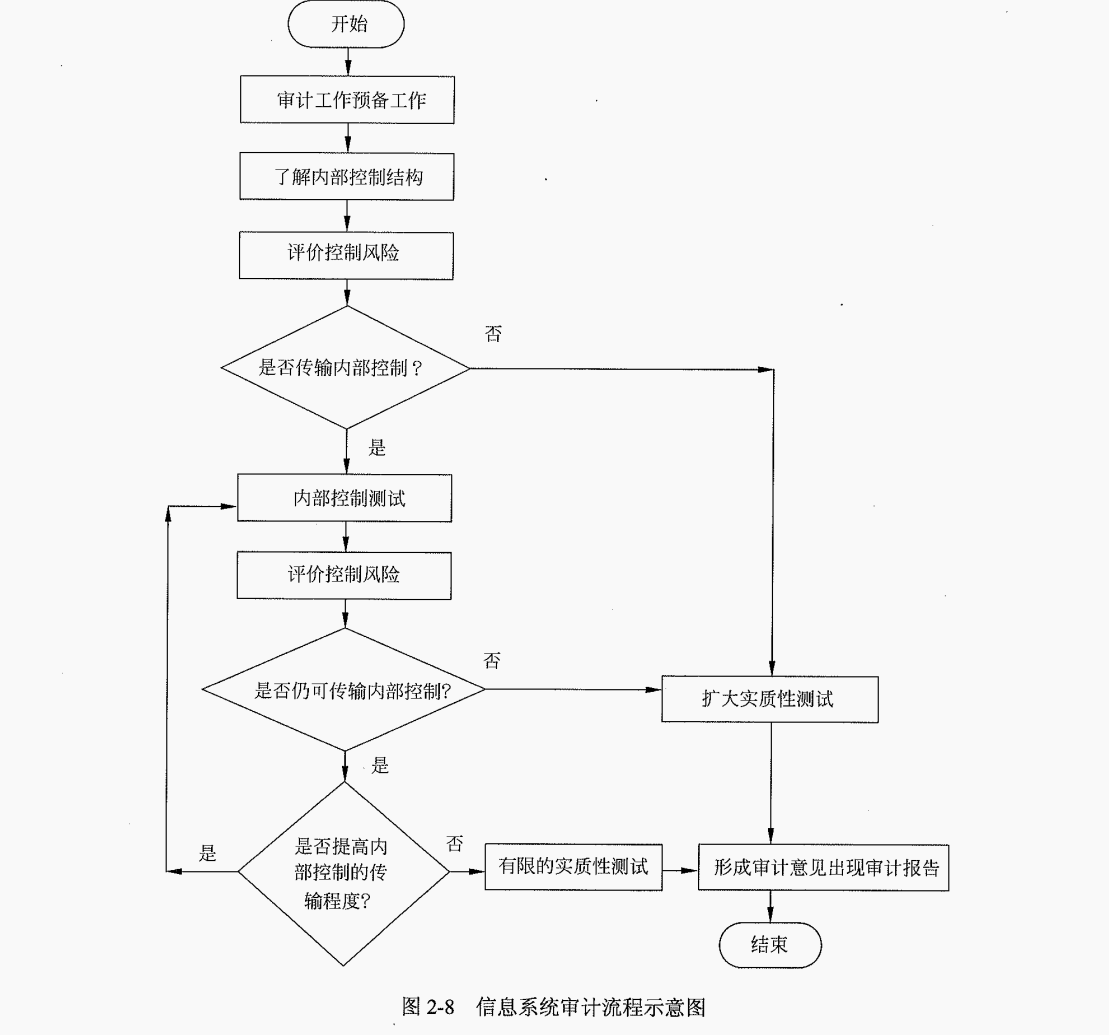 开始
审计工作预备工作
了解内部控制结构
评价控制风险
否
是否传输内部控制？
是
内部控制测试
评价控制风险
否
是否仍可传输内部控制?
扩大实质性测试
是
是
是否提高内
部控制的传
输程度?
否
有限的实质性测试
形成审计意见出现审计报告
结束
图 2-8 信息系统审计流程示意图